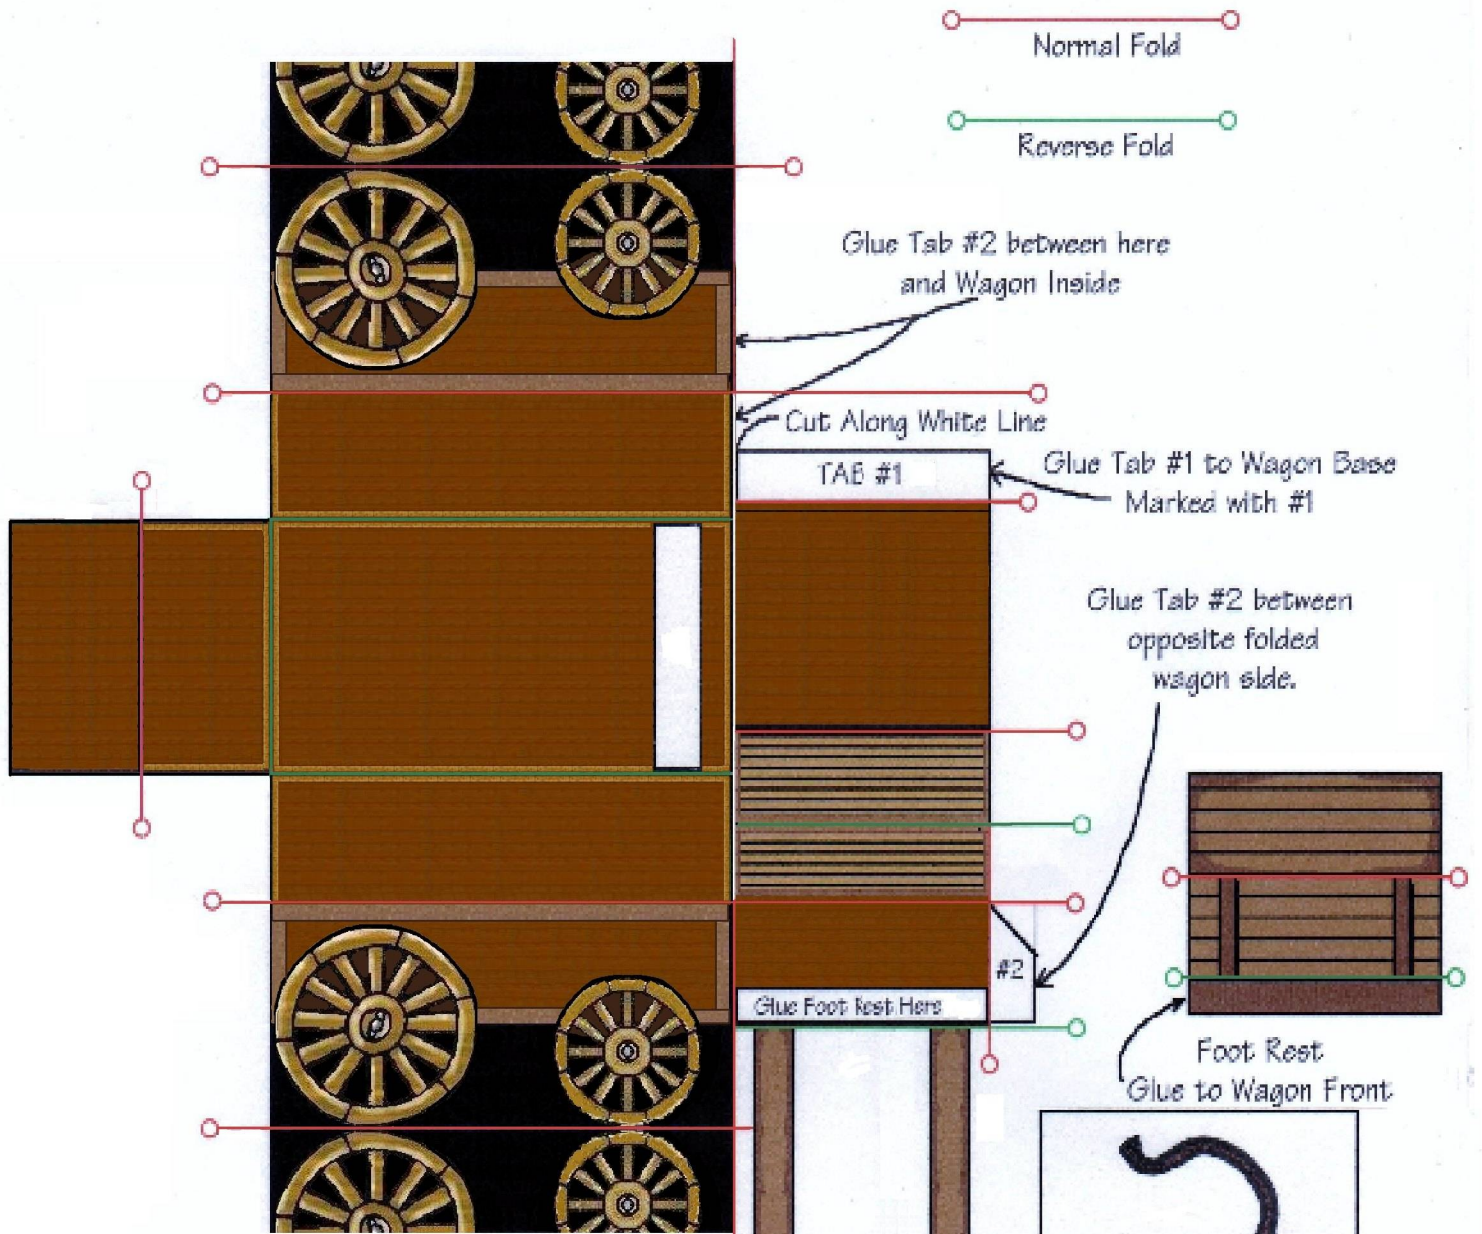 Normal Fold
Reverse Fold
Glue Tab #2 between here
and Wagon Inside
Cut Along White Line
TAB #1
Glue Tab #1 to Wagon Base
Marked with #1
Glue Tab #2 between
opposite folded
wagon side.
#2
Glue Foot Rest Here
Foot Rest
Glue to Wagon Front